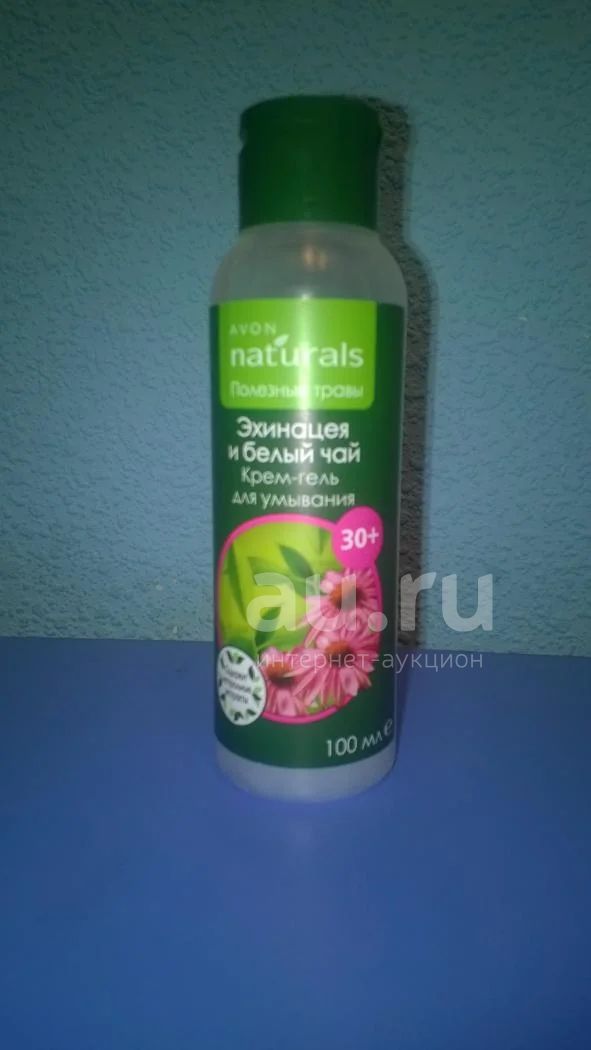 AVON
naturals
Полезные травы
Эхинацея
и белый чай
Крем-гель
для умывания
30+
au.ru
интернет-аукцион
100 мл e